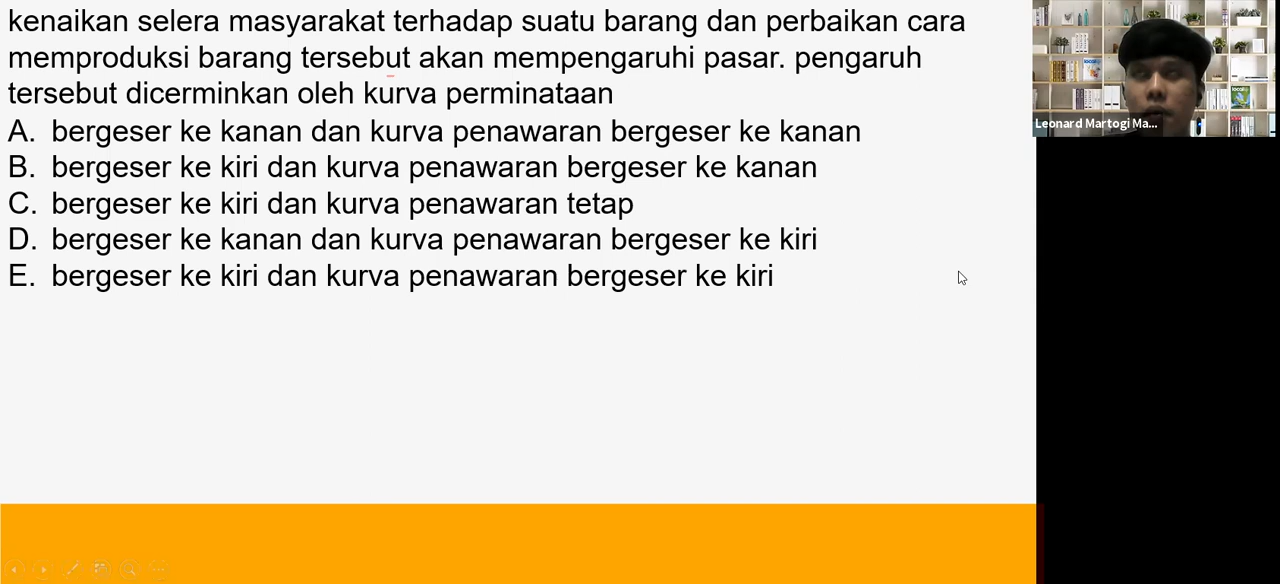 kenaikan selera masyarakat terhadap suatu barang dan perbaikan cara
memproduksi barang tersebut akan mempengaruhi pasar. pengaruh
tersebut dicerminkan oleh kurva perminataan
A. bergeser ke kanan dan kurva penawaran bergeser ke kanan
B. bergeser ke kiri dan kurva penawaran bergeser ke kanan
C. bergeser ke kiri dan kurva penawaran tetap
D. bergeser ke kanan dan kurva penawaran bergeser ke kiri
E. bergeser ke kiri dan kurva penawaran bergeser ke kiri
Leonard Martogi Ma...